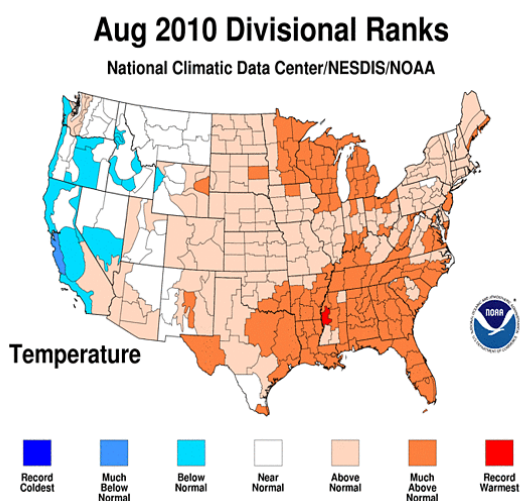 Aug 2010 Divisional Ranks
National Climatic Data Center/NESDIS/NOAA
NOAA
Temperature
Record
Coldest
Much
Below
Normal
Below
Normal
Near
Normal
Above
Normal
Much
Above
Normal
Record
Warmest